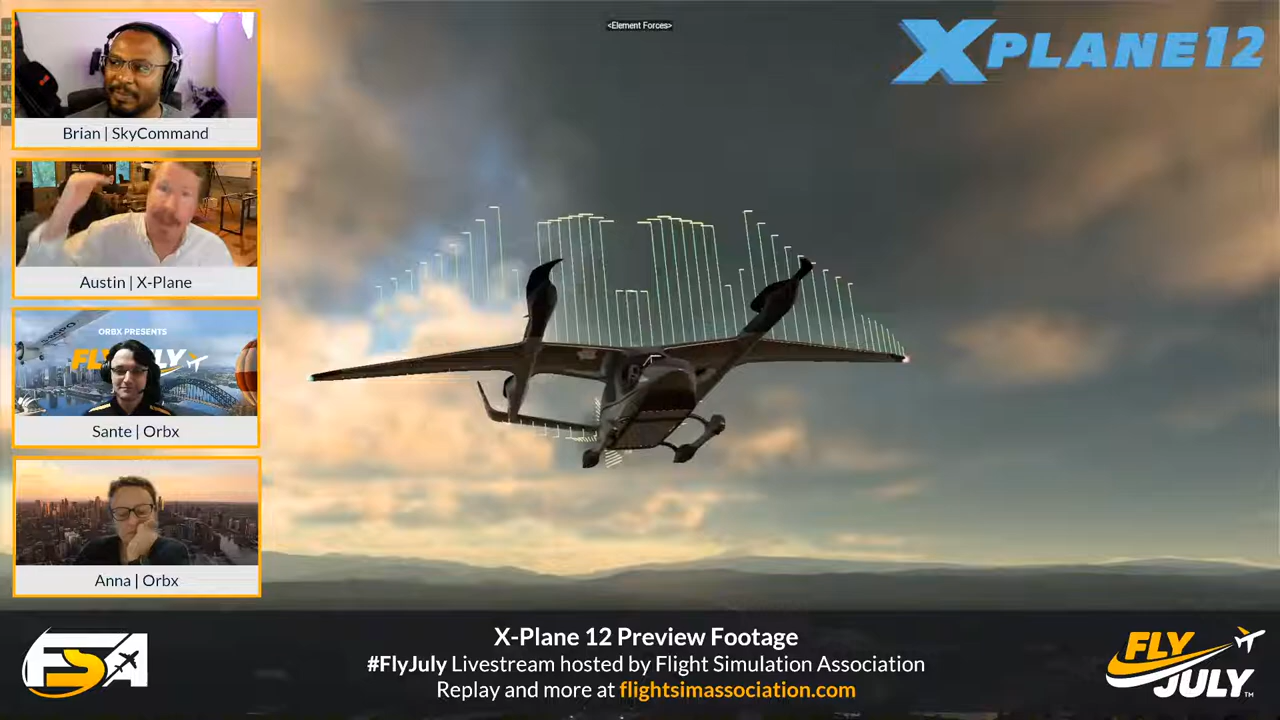 <Element Forces>
XPLANE12
Brian | SkyCommand
Austin | X-Plane
ORBX PRESENTS
Sante | Orbx
Anna | Orbx
FSA
X-Plane 12 Preview Footage
#FlyJuly Livestream hosted by Flight Simulation Association
Replay and more at flightsimassociation.com
FLY
JULY™